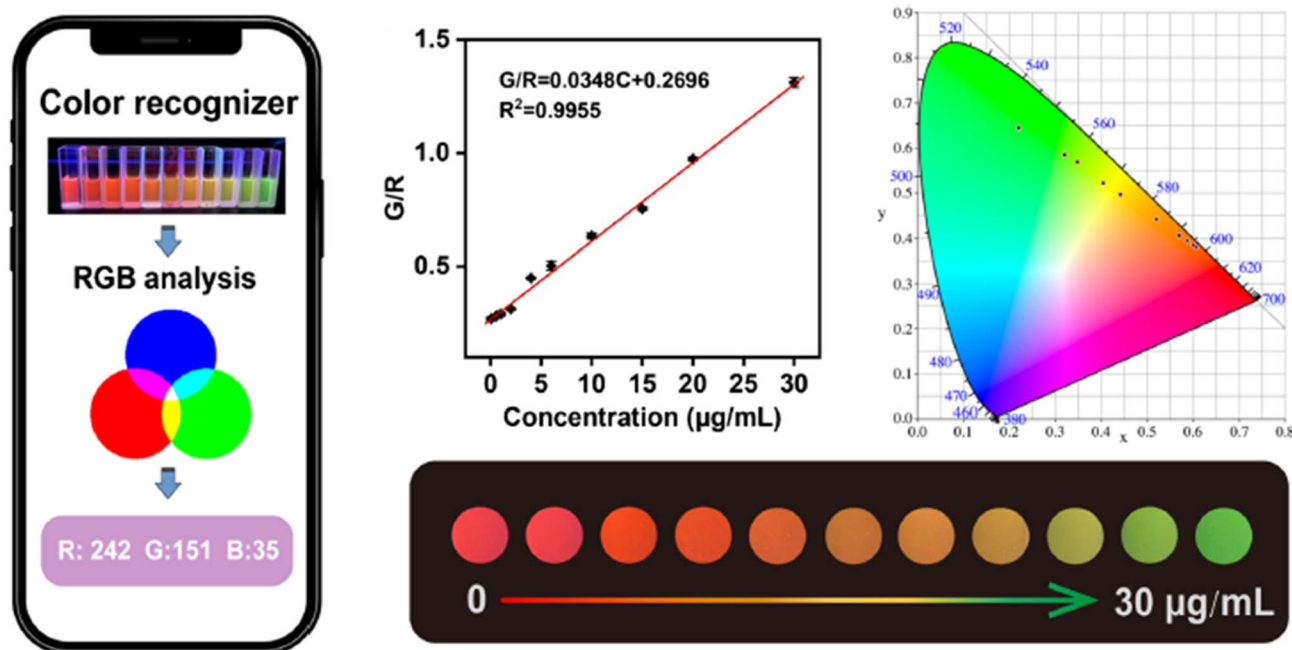 Color recognizer
RGB analysis
R: 242 G:151 B:35
1.5
1.0
0.5
G/R
G/R=0.0348C+0.2696
R²=0.9955
0 5 10 15 20 25 30
Concentration (μg/mL)
0.9
0.8
0.7
0.6
0.5
0.4
0.3
0.2
0.1
0.0
y
520
540
560
580
600
620
700
500
490
480
470
460
380
0.0 0.1 0.2 0.3 0.4 0.5 0.6 0.7 0.8
x
0
30 μg/mL